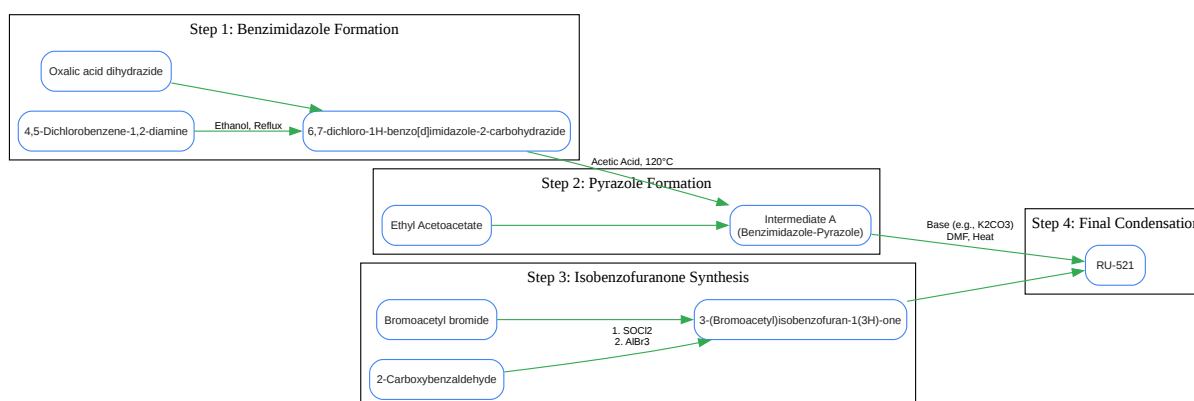 Step 1: Benzimidazole Formation
Oxalic acid dihydrazide
4,5-Dichlorobenzene-1,2-diamine
Ethanol, Reflux
6,7-dichloro-1H-benzo[d]imidazole-2-carbohydrazide
Acetic Acid, 120°C
Step 2: Pyrazole Formation
Ethyl Acetoacetate
Intermediate A
(Benzimidazole-Pyrazole)
Base (e.g., K2CO3)
DMF, Heat
Step 4: Final Condensation
RU-521
Step 3: Isobenzofuranone Synthesis
Bromoacetyl bromide
1. SOCl2
2. AlBr3
3-(Bromoacetyl)isobenzofuran-1(3H)-one
2-Carboxybenzaldehyde